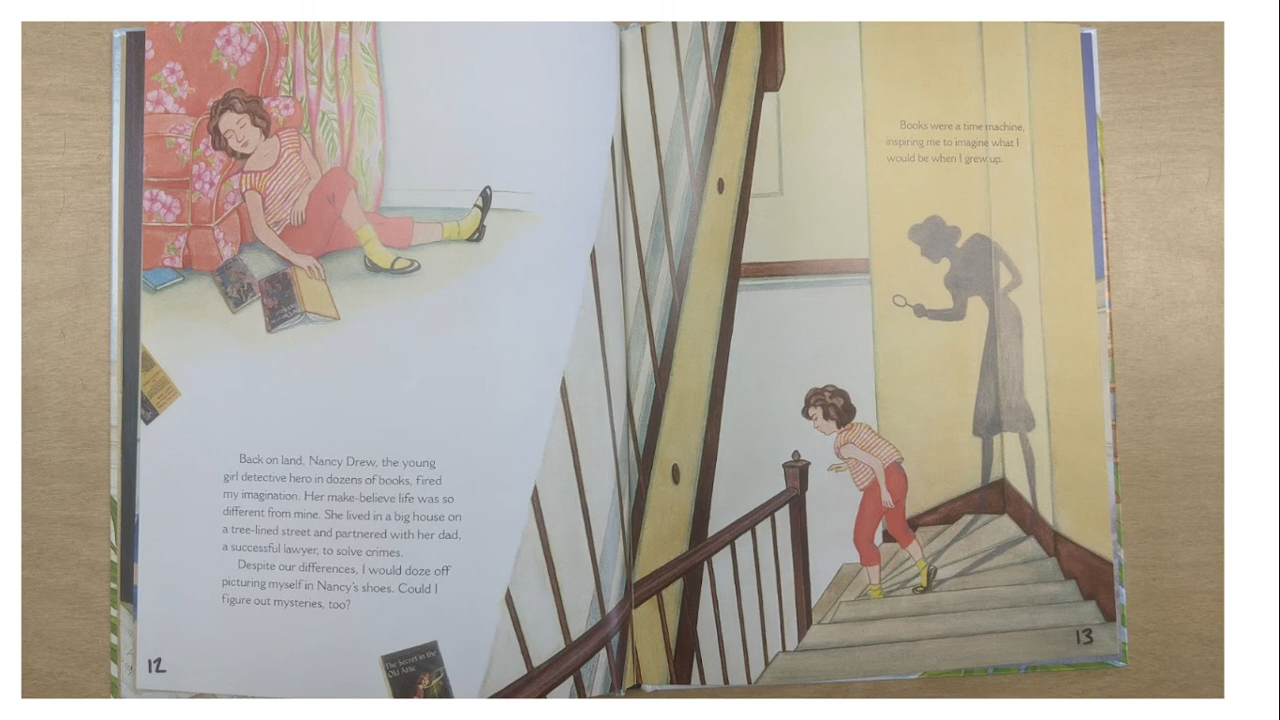 Back on land, Nancy Drew, the young
girl detective hero in dozens of books, fired
my imagination. Her make-believe life was so
different from mine. She lived in a big house on
a tree-lined street and partnered with her dad,
a successful lawyer, to solve crimes.
Despite our differences, I would doze off
picturing myself in Nancy's shoes. Could I
figure out mysteries, too?
The Secret in the
Old Attic
12
Books were a time machine,
inspiring me to imagine what I
would be when I grew up.
13